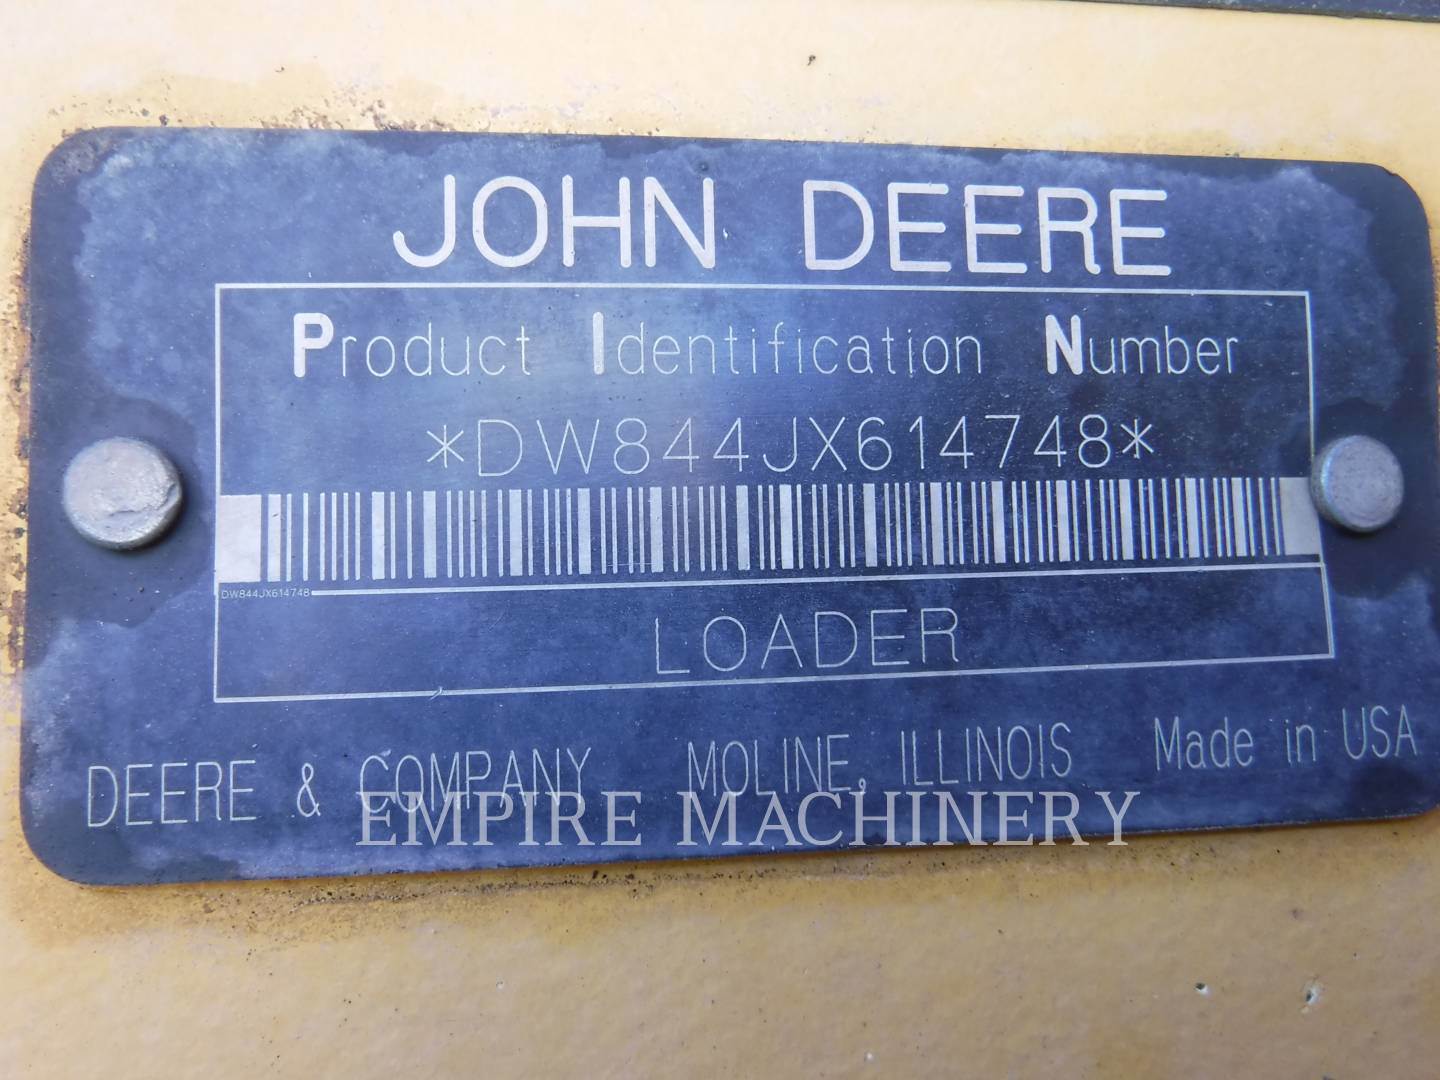 JOHN DEERE
Product Identification Number
*DW844JX614748*
DW844JX614748
LOADER
DEERE & COMPANY MOLINE, ILLINOIS Made in USA
EMPIRE MACHINERY